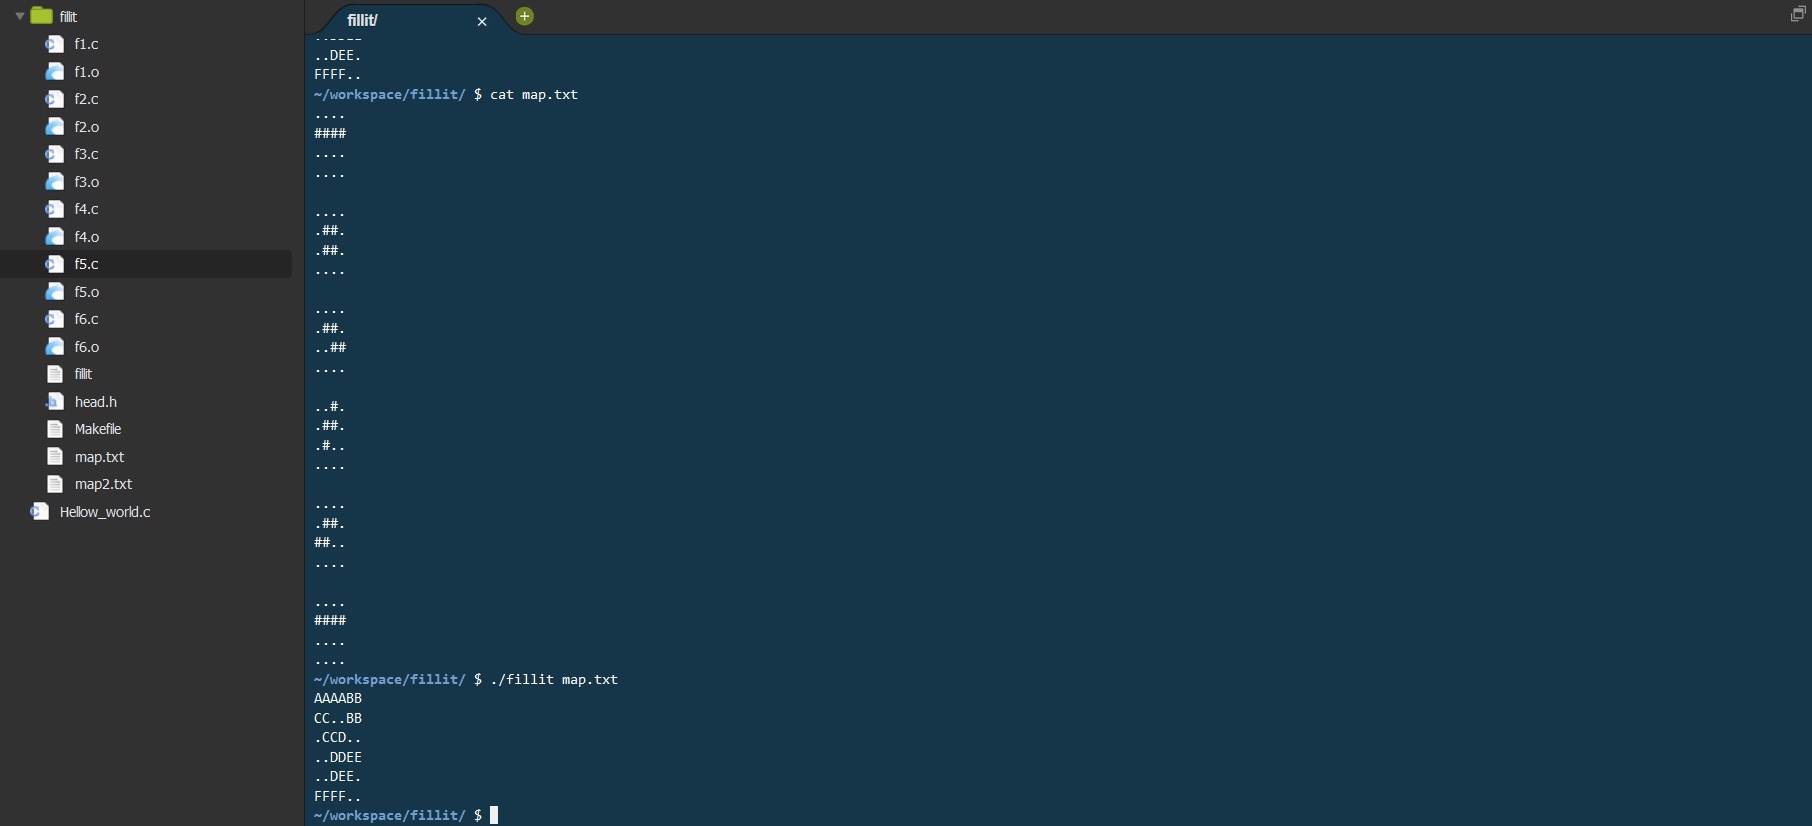 fillit
f1.c
f1.o
f2.c
f2.o
f3.c
f3.o
f4.c
f4.o
f5.c
f5.o
f6.c
f6.o
fillit
head.h
Makefile
map.txt
map2.txt
Hellow_world.c
fillit/
..DEE.
FFFF..
~/workspace/fillit/ $ cat map.txt
....
####
....
....
....
.##.
.##.
....
....
.##.
..##
....
..#.
.##.
.#..
....
....
.##.
##..
....
....
####
....
....
~/workspace/fillit/ $ ./fillit map.txt
AAAABB
CC..BB
.CCD..
..DDEE
..DEE.
FFFF..
~/workspace/fillit/ $